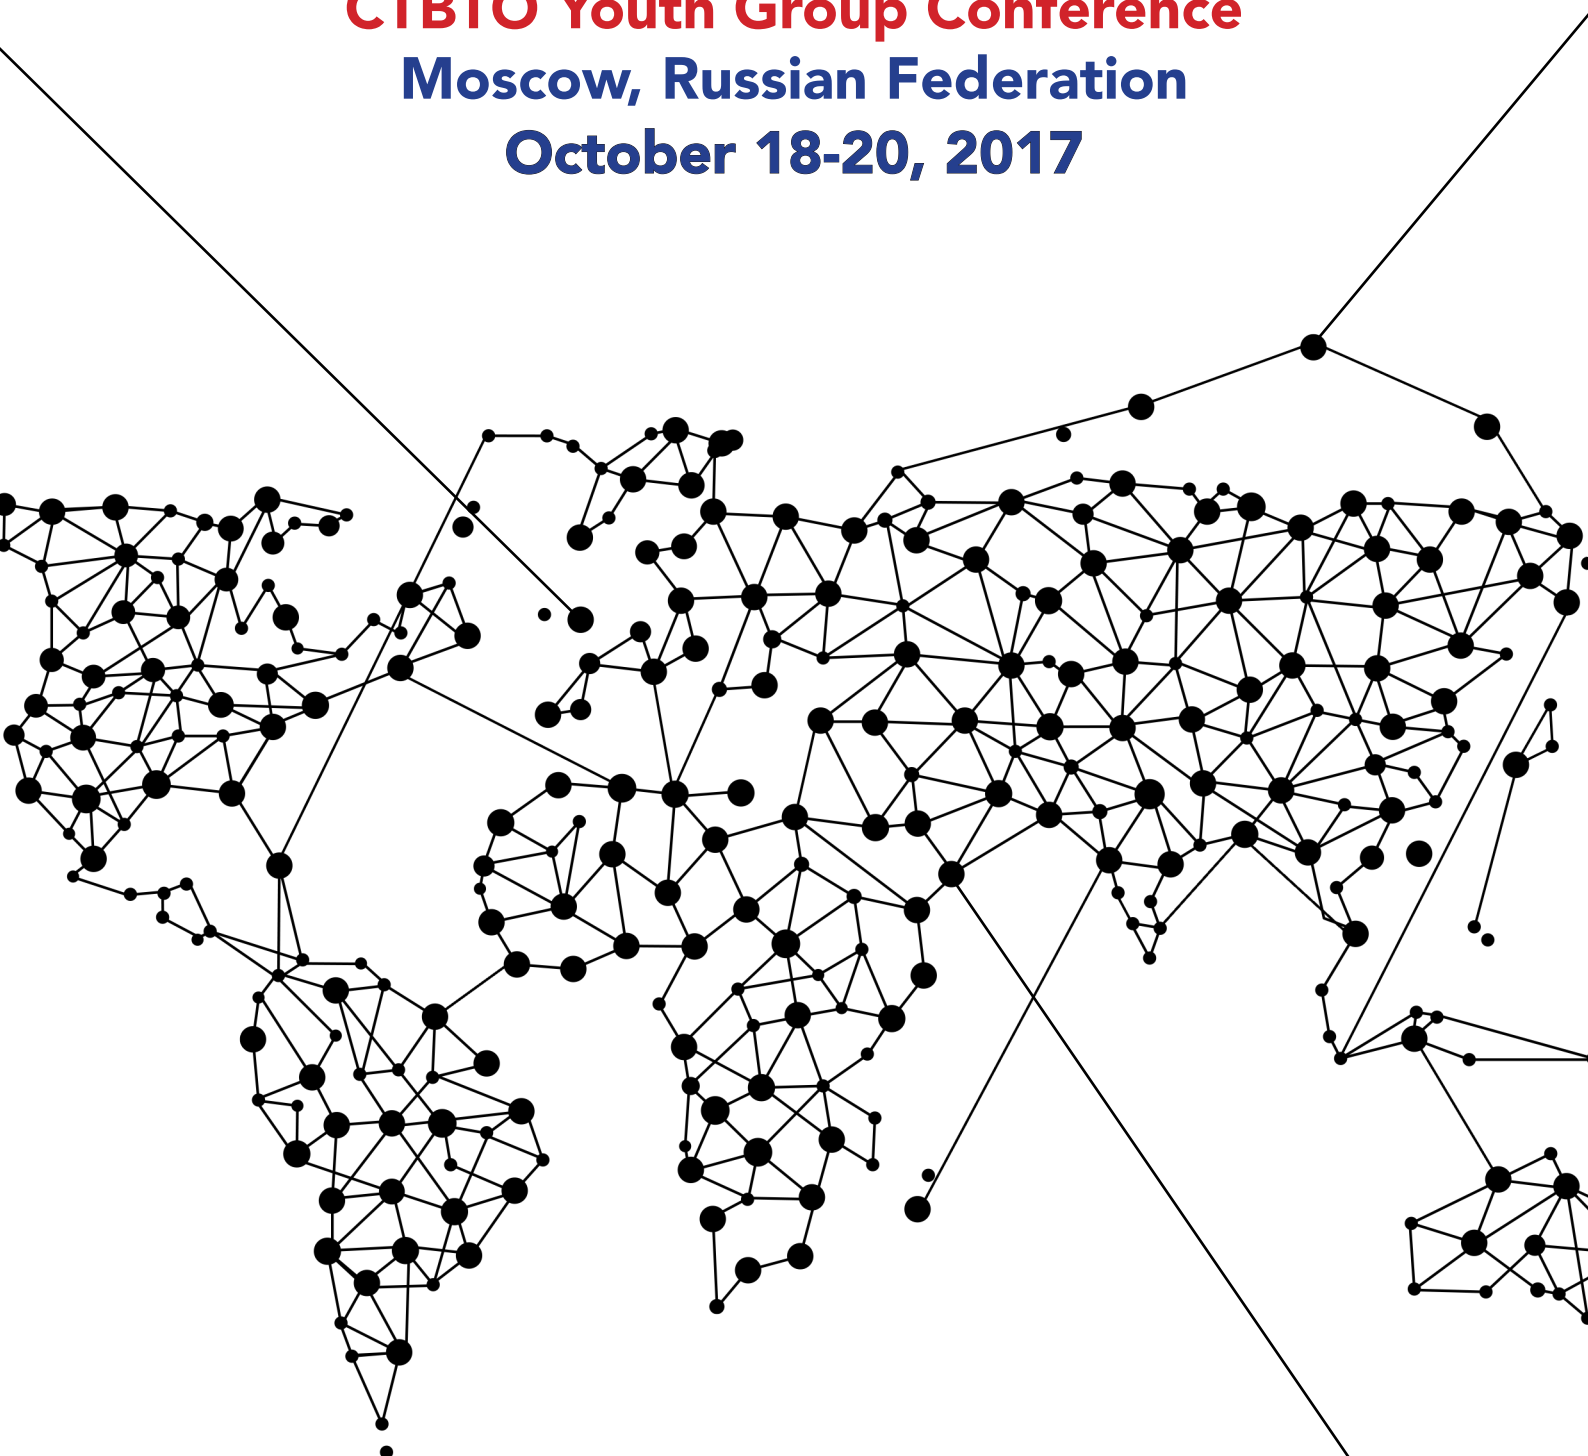 CTBTO Youth Group Conference
Moscow, Russian Federation
October 18-20, 2017